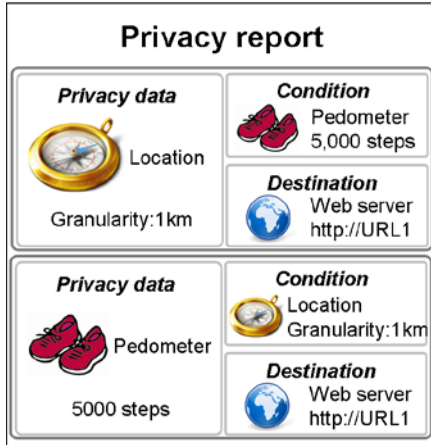 Privacy report
Privacy data
Location
Granularity:1km
Condition
Pedometer
5,000 steps
Destination
Web server
http://URL1
Privacy data
Pedometer
5000 steps
Condition
Location
Granularity:1km
Destination
Web server
http://URL1